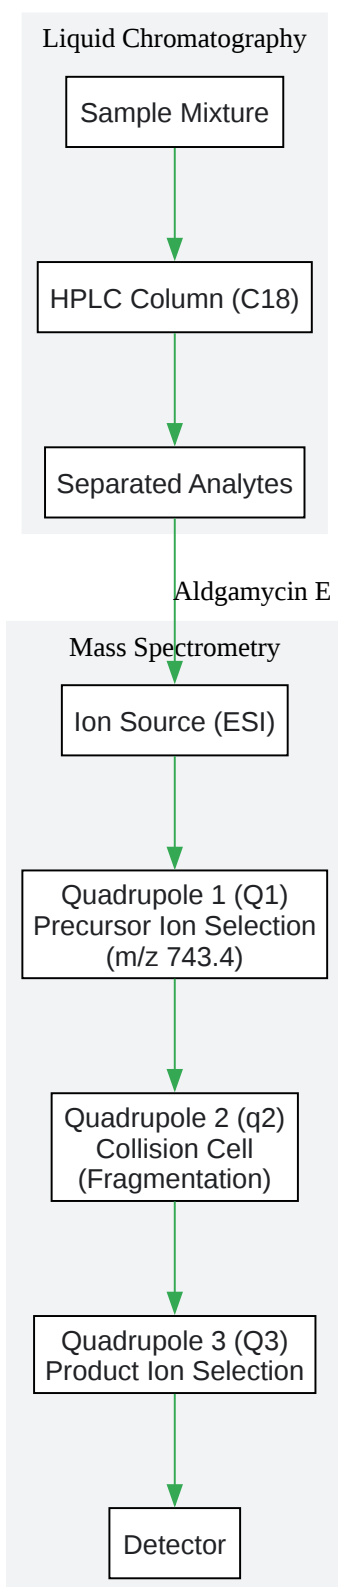 Liquid Chromatography
Sample Mixture
HPLC Column (C18)
Separated Analytes
Aldgamycin E
Mass Spectrometry
Ion Source (ESI)
Quadrupole 1 (Q1)
Precursor Ion Selection
(m/z 743.4)
Quadrupole 2 (q2)
Collision Cell
(Fragmentation)
Quadrupole 3 (Q3)
Product Ion Selection
Detector